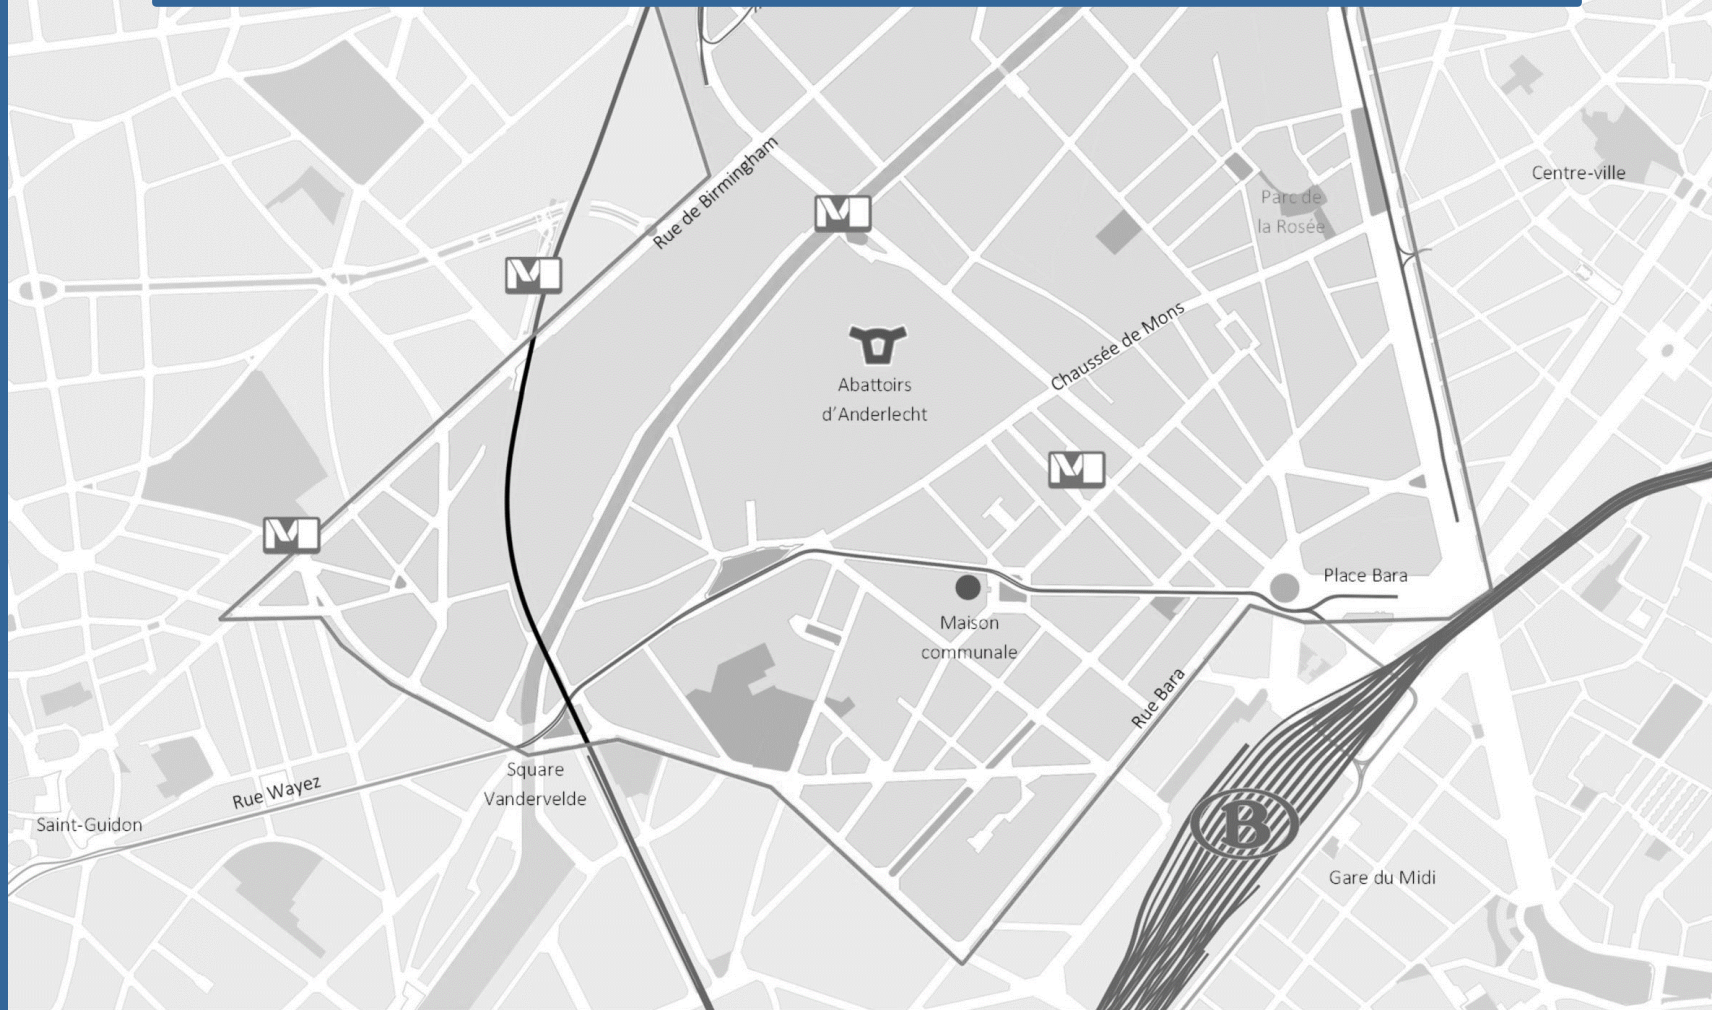 Centre-ville
Rue de Birmingham
Parc de
la Rosée
M
M
Chaussée de Mons
Abattoirs
d'Anderlecht
M
M
Place Bara
Maison
communale
Rue Bara
Square
Vandervelde
Rue Wayez
Saint-Guidon
B
Gare du Midi